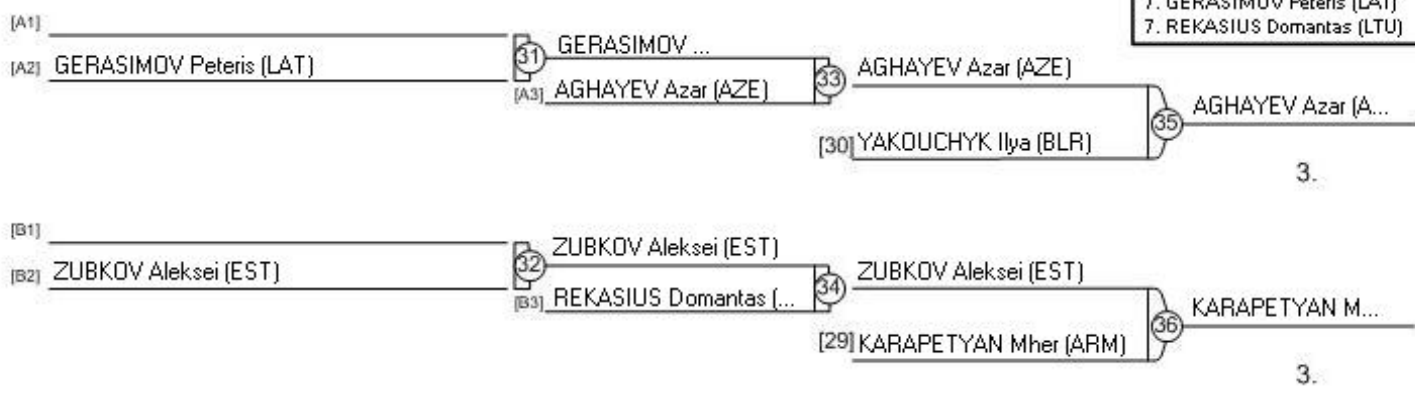 7. GERASIMOV Peteris (LAT)
7. REKASIUS Domantas (LTU)
[A1]
[A2] GERASIMOV Peteris (LAT)
31
GERASIMOV ...
[A3] AGHAYEV Azar (AZE)
33
AGHAYEV Azar (AZE)
[30] YAKOUCHYK Ilya (BLR)
35
AGHAYEV Azar (A...
3.
[B1]
[B2] ZUBKOV Aleksei (EST)
32
ZUBKOV Aleksei (EST)
[B3] REKASIUS Domantas (...
34
ZUBKOV Aleksei (EST)
[29] KARAPETYAN Mher (ARM)
36
KARAPETYAN M...
3.